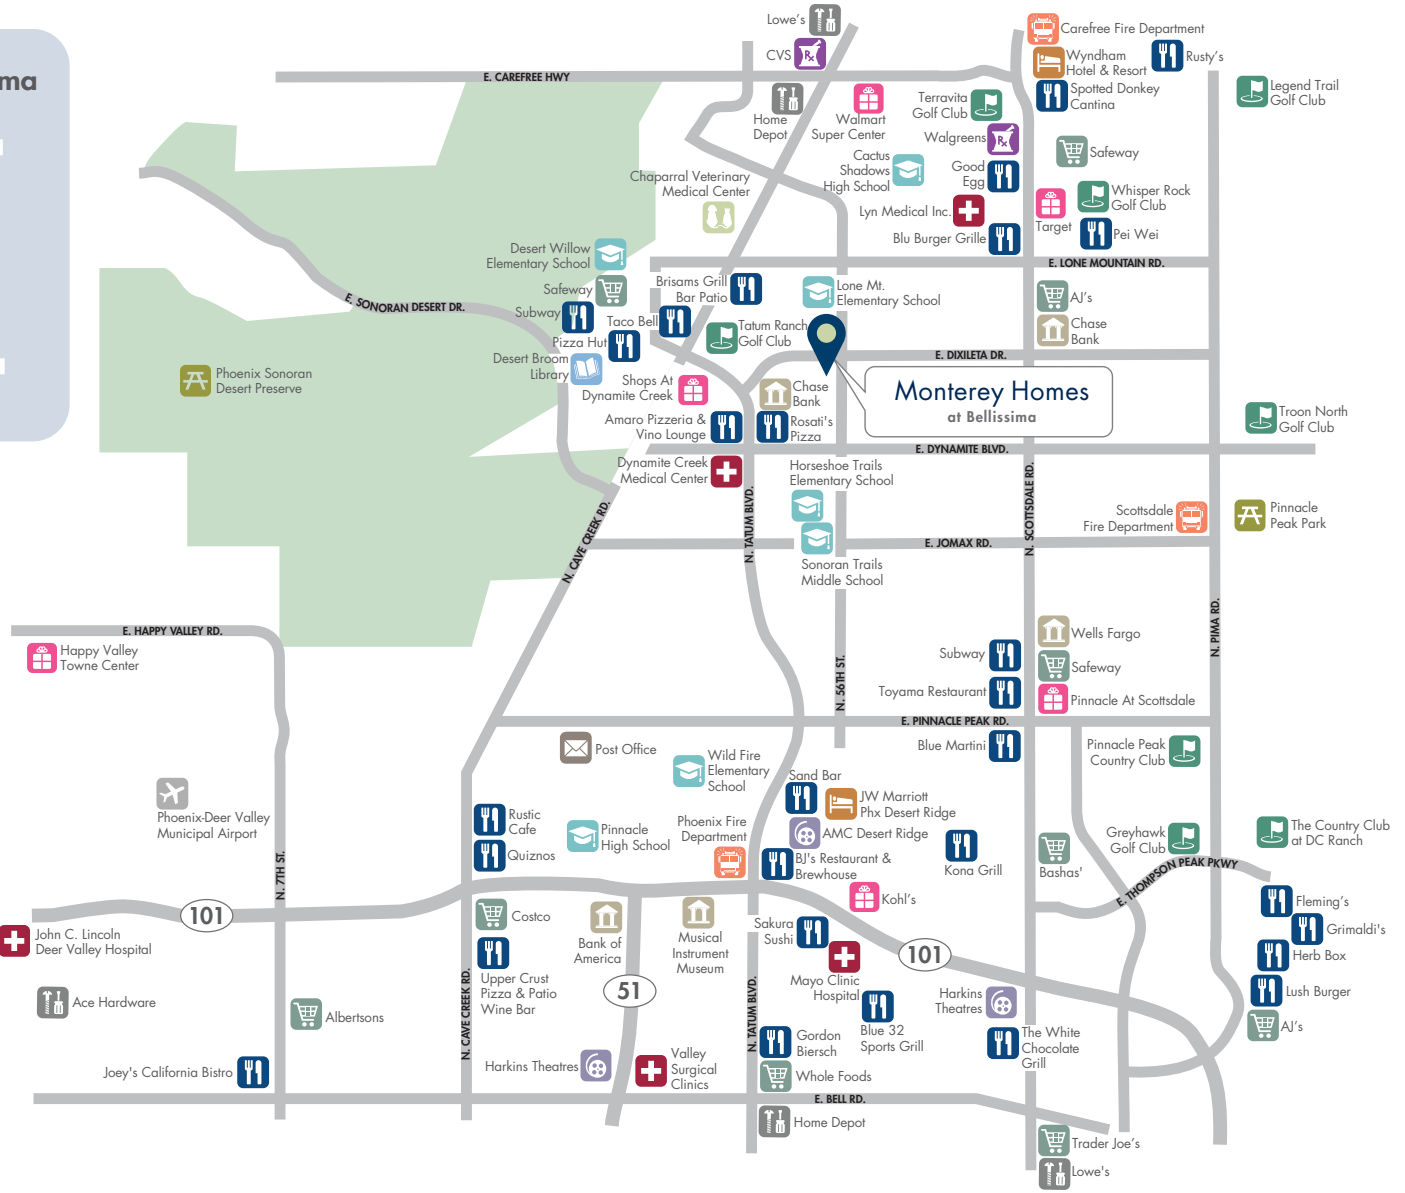 ma
Lowe's
CVS
E. CAREFREE HWY
Home
Depot
Walmart
Super Center
Terravita
Golf Club
Walgreens
Carefree Fire Department
Wyndham
Hotel & Resort
Rusty's
Spotted Donkey
Cantina
Legend Trail
Golf Club
Safeway
Cactus
Shadows
High School
Good
Egg
Chaparral Veterinary
Medical Center
Lyn Medical Inc.
Blu Burger Grille
Target
Whisper Rock
Golf Club
Pei Wei
E. LONE MOUNTAIN RD.
Desert Willow
Elementary School
Safeway
Subway
Brisams Grill
Bar Patio
Taco Bell
Pizza Hut
Desert Broom
Library
Lone Mt.
Elementary School
Tatum Ranch
Golf Club
AJ's
Chase
Bank
E. SONORAN DESERT DR.
E. DIXILETA DR.
Phoenix Sonoran
Desert Preserve
Shops At
Dynamite Creek
Chase
Bank
Monterey Homes
at Bellissima
Amaro Pizzeria &
Vino Lounge
Rosati's
Pizza
Troon North
Golf Club
E. DYNAMITE BLVD.
Dynamite Creek
Medical Center
Horseshoe Trails
Elementary School
N. CAVE CREEK RD.
N. TATUM BLVD.
N. SCOTTSDALE RD.
Scottsdale
Fire Department
Pinnacle
Peak Park
E. JOMAX RD.
Sonoran Trails
Middle School
E. HAPPY VALLEY RD.
Happy Valley
Towne Center
N. 56TH ST.
N. PIMA RD.
Wells Fargo
Subway
Safeway
Toyama Restaurant
Pinnacle At Scottsdale
E. PINNACLE PEAK RD.
Post Office
Wild Fire
Elementary
School
Blue Martini
Pinnacle Peak
Country Club
Sand Bar
JW Marriott
Phx Desert Ridge
Phoenix-Deer Valley
Municipal Airport
Rustic
Cafe
Quiznos
Pinnacle
High School
Phoenix Fire
Department
AMC Desert Ridge
BJ's Restaurant &
Brewhouse
Kona Grill
Bashas'
Greyhawk
Golf Club
The Country Club
at DC Ranch
E. THOMPSON PEAK PKWY
N. 7TH ST.
101
Costco
Bank of
America
Musical
Instrument
Museum
Kohl's
Sakura
Sushi
101
Fleming's
Grimaldi's
Herb Box
Lush Burger
AJ's
John C. Lincoln
Deer Valley Hospital
Upper Crust
Pizza & Patio
Wine Bar
51
Mayo Clinic
Hospital
Harkins
Theatres
Ace Hardware
Albertsons
N. CAVE CREEK RD.
N. TATUM BLVD.
Blue 32
Sports Grill
Gordon
Biersch
The White
Chocolate
Grill
Joey's California Bistro
Harkins Theatres
Valley
Surgical
Clinics
Whole Foods
E. BELL RD.
Home Depot
Trader Joe's
Lowe's